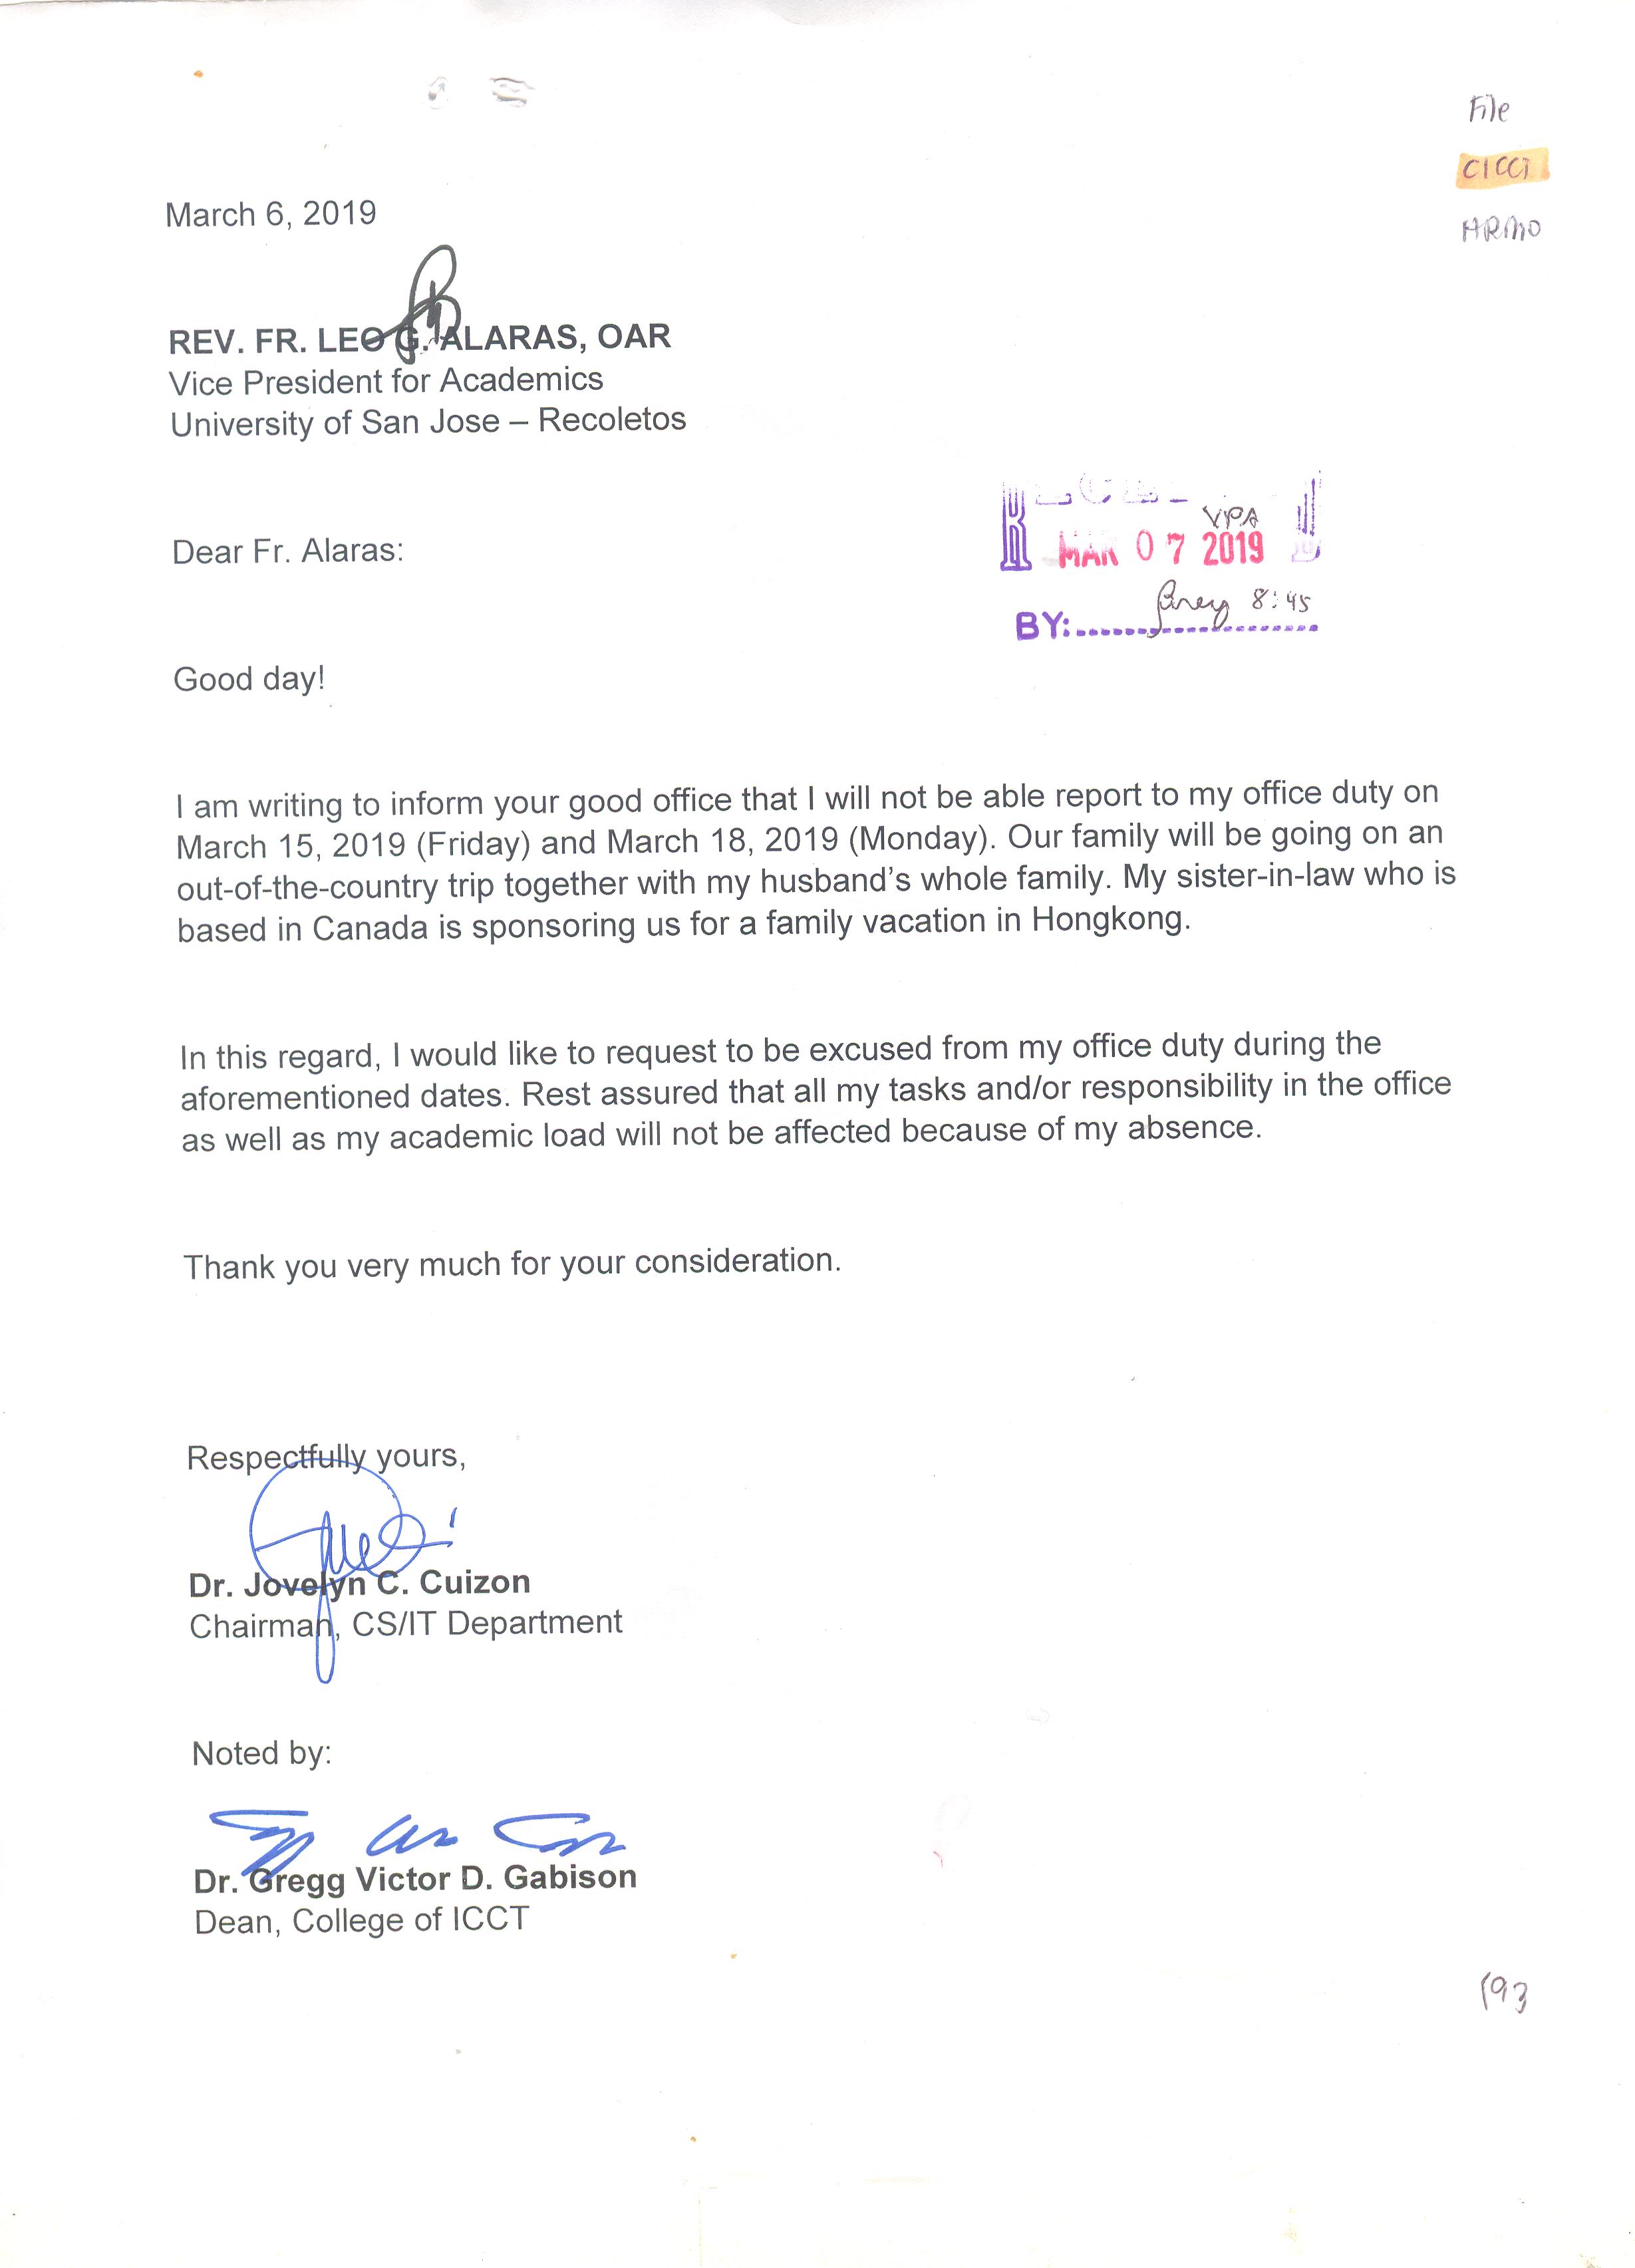 File
CICCT
HRMO
March 6, 2019
REV. FR. LEO G. ALARAS, OAR
Vice President for Academics
University of San Jose – Recoletos
VPA
MAR 07 2019
8:45
BY:
Dear Fr. Alaras:
Good day!
I am writing to inform your good office that I will not be able report to my office duty on
March 15, 2019 (Friday) and March 18, 2019 (Monday). Our family will be going on an
out-of-the-country trip together with my husband's whole family. My sister-in-law who is
based in Canada is sponsoring us for a family vacation in Hongkong.
In this regard, I would like to request to be excused from my office duty during the
aforementioned dates. Rest assured that all my tasks and/or responsibility in the office
as well as my academic load will not be affected because of my absence.
Thank you very much for your consideration.
Respectfully yours,
Dr. Jovelyn C. Cuizon
Chairman, CS/IT Department
Noted by:
Dr. Gregg Victor D. Gabison
Dean, College of ICCT
193